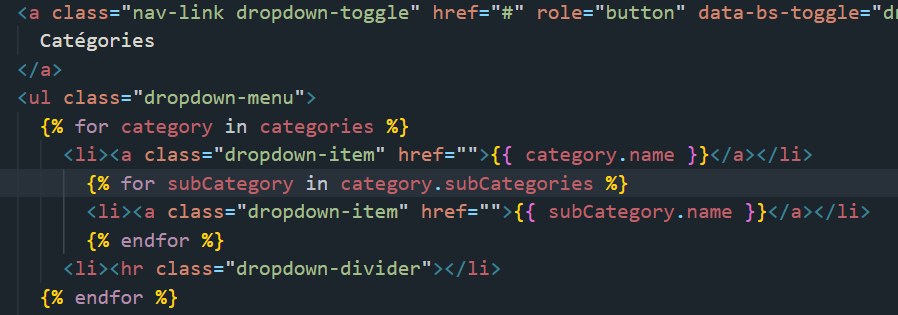 <a class="nav-link dropdown-toggle" href="#" role="button" data-bs-toggle="
Catégories
</a>
<ul class="dropdown-menu">
{% for category in categories %}
<li><a class="dropdown-item" href="">{{ category.name }}</a></li>
{% for subCategory in category.subCategories %}
<li><a class="dropdown-item" href="">{{ subCategory.name }}</a></li>
{% endfor %}
<li><hr class="dropdown-divider"></li>
{% endfor %}